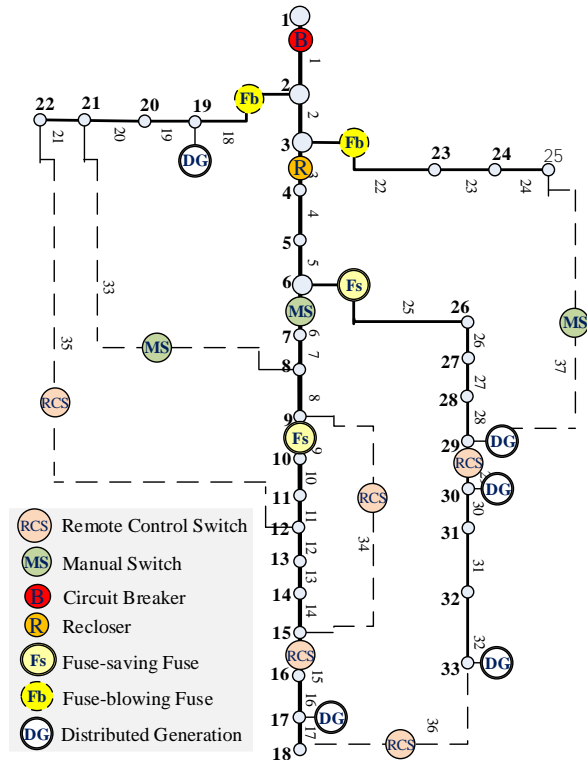 1
B
1
2
Fb
22
21
20
19
21
20
19
18
DG
2
3
Fb
R
3
4
23
24
25
22
23
24
4
5
5
6
Fs
25
26
MS
6
7
7
8
33
MS
35
RCS
26
27
27
28
28
MS
37
29
DG
RCS
8
9
Fs
9
10
10
11
11
12
RCS
34
30
DG
30
31
31
32
32
33
DG
12
13
13
14
14
15
RCS
15
16
16
17
DG
17
18
RCS
36
RCS Remote Control Switch
MS Manual Switch
B Circuit Breaker
R Recloser
Fs Fuse-saving Fuse
Fb Fuse-blowing Fuse
DG Distributed Generation